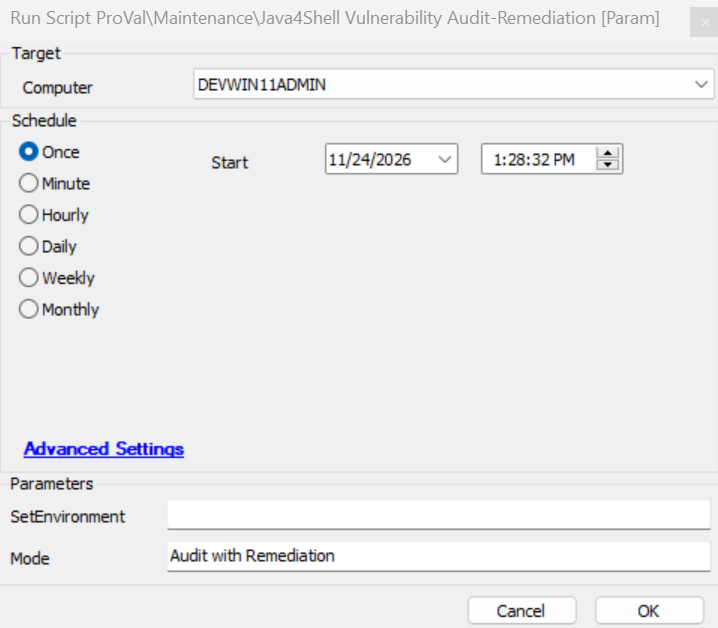 Run Script ProVal\Maintenance\Java4Shell Vulnerability Audit-Remediation [Param]
Target
Computer DEVWIN11ADMIN
Schedule
Once Start 11/24/2026 1:28:32 PM
Minute
Hourly
Daily
Weekly
Monthly
Advanced Settings
Parameters
SetEnvironment
Mode Audit with Remediation
Cancel OK